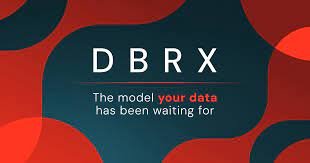 DBRX
The model your data
has been waiting for